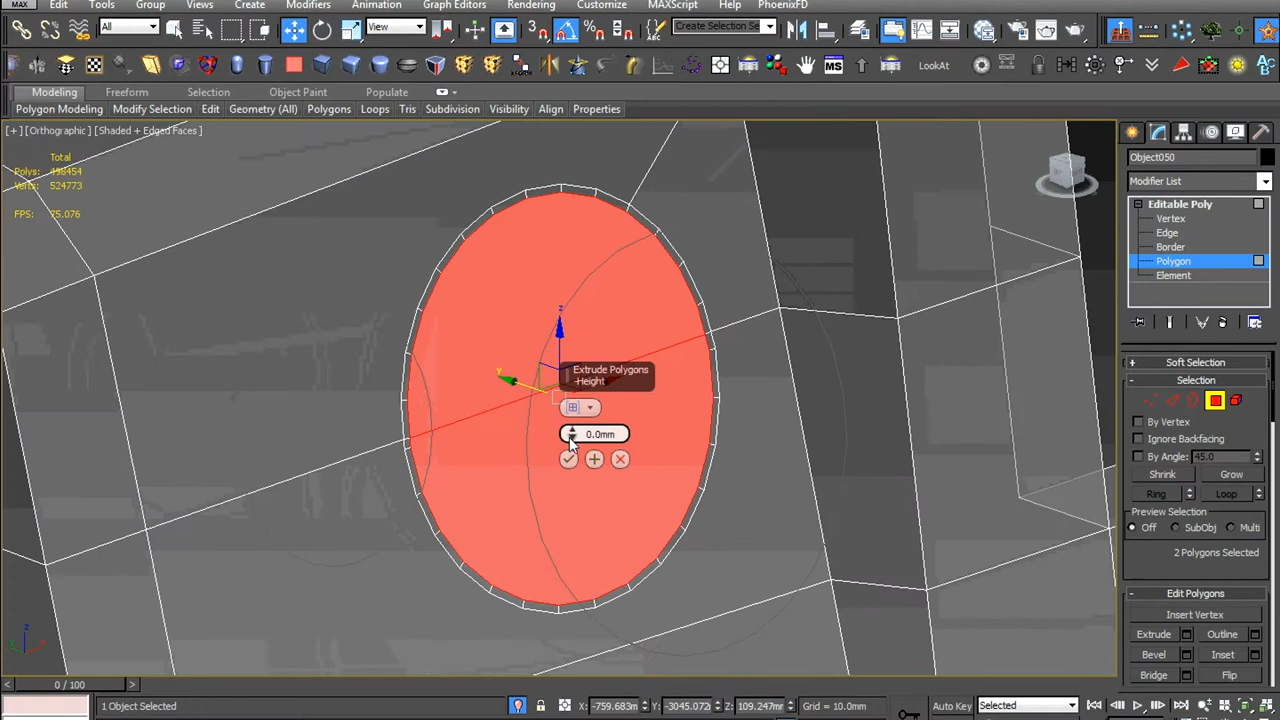 MAX Tools Group Views Create Modifiers Animation Graph Editors Rendering Customize MAXScript Help PhoenixFD
All View 3 % Create Selection Se
XFORM MS LookAt
Modeling Freeform Selection Object Paint Populate
Polygon Modeling Modify Selection Edit Geometry (All) Polygons Loops Tris Subdivision Visibility Align Properties
[+] [Orthographic] [Shaded + Edged Faces]
Total
Polys: 498454
Verts: 524773
FPS: 75.076
Object050
Modifier List
Editable Poly
Vertex
Edge
Border
Polygon
Element
z
y
Extrude Polygons
-Height
0.0mm
+ Soft Selection
- Selection
By Vertex
Ignore Backfacing
By Angle: 45.0
Shrink Grow
Ring Loop
Preview Selection
Off SubObj Multi
2 Polygons Selected
- Edit Polygons
Insert Vertex
Extrude Outline
Bevel Inset
Bridge Flip
z
< 0 / 100 >
1 Object Selected X: -759.683m Y: -3045.072m Z: 109.247mm Grid = 10.0mm Auto Key Selected